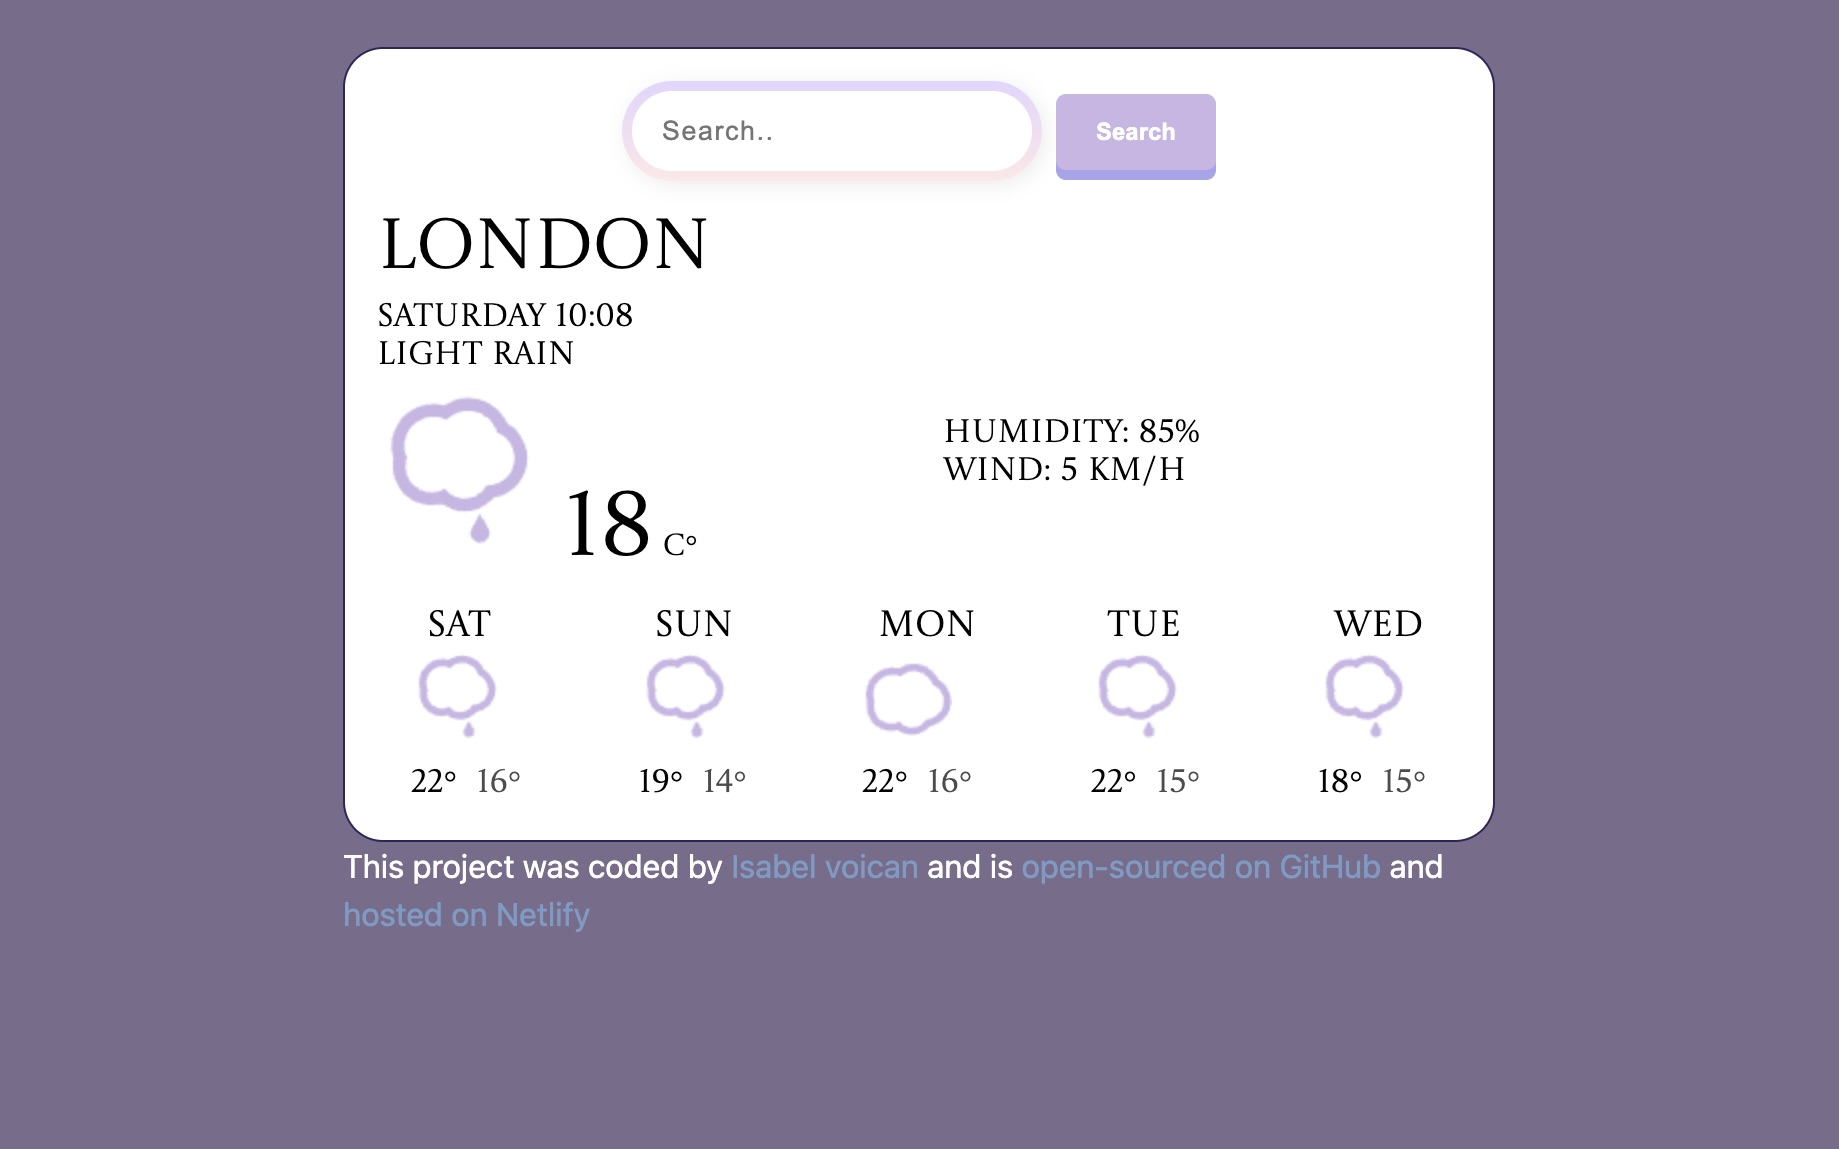 Search..
Search
LONDON
SATURDAY 10:08
LIGHT RAIN
18 C°
HUMIDITY: 85%
WIND: 5 KM/H
SAT SUN MON TUE WED
22° 16° 19° 14° 22° 16° 22° 15° 18° 15°
This project was coded by Isabel voican and is open-sourced on GitHub and
hosted on Netlify